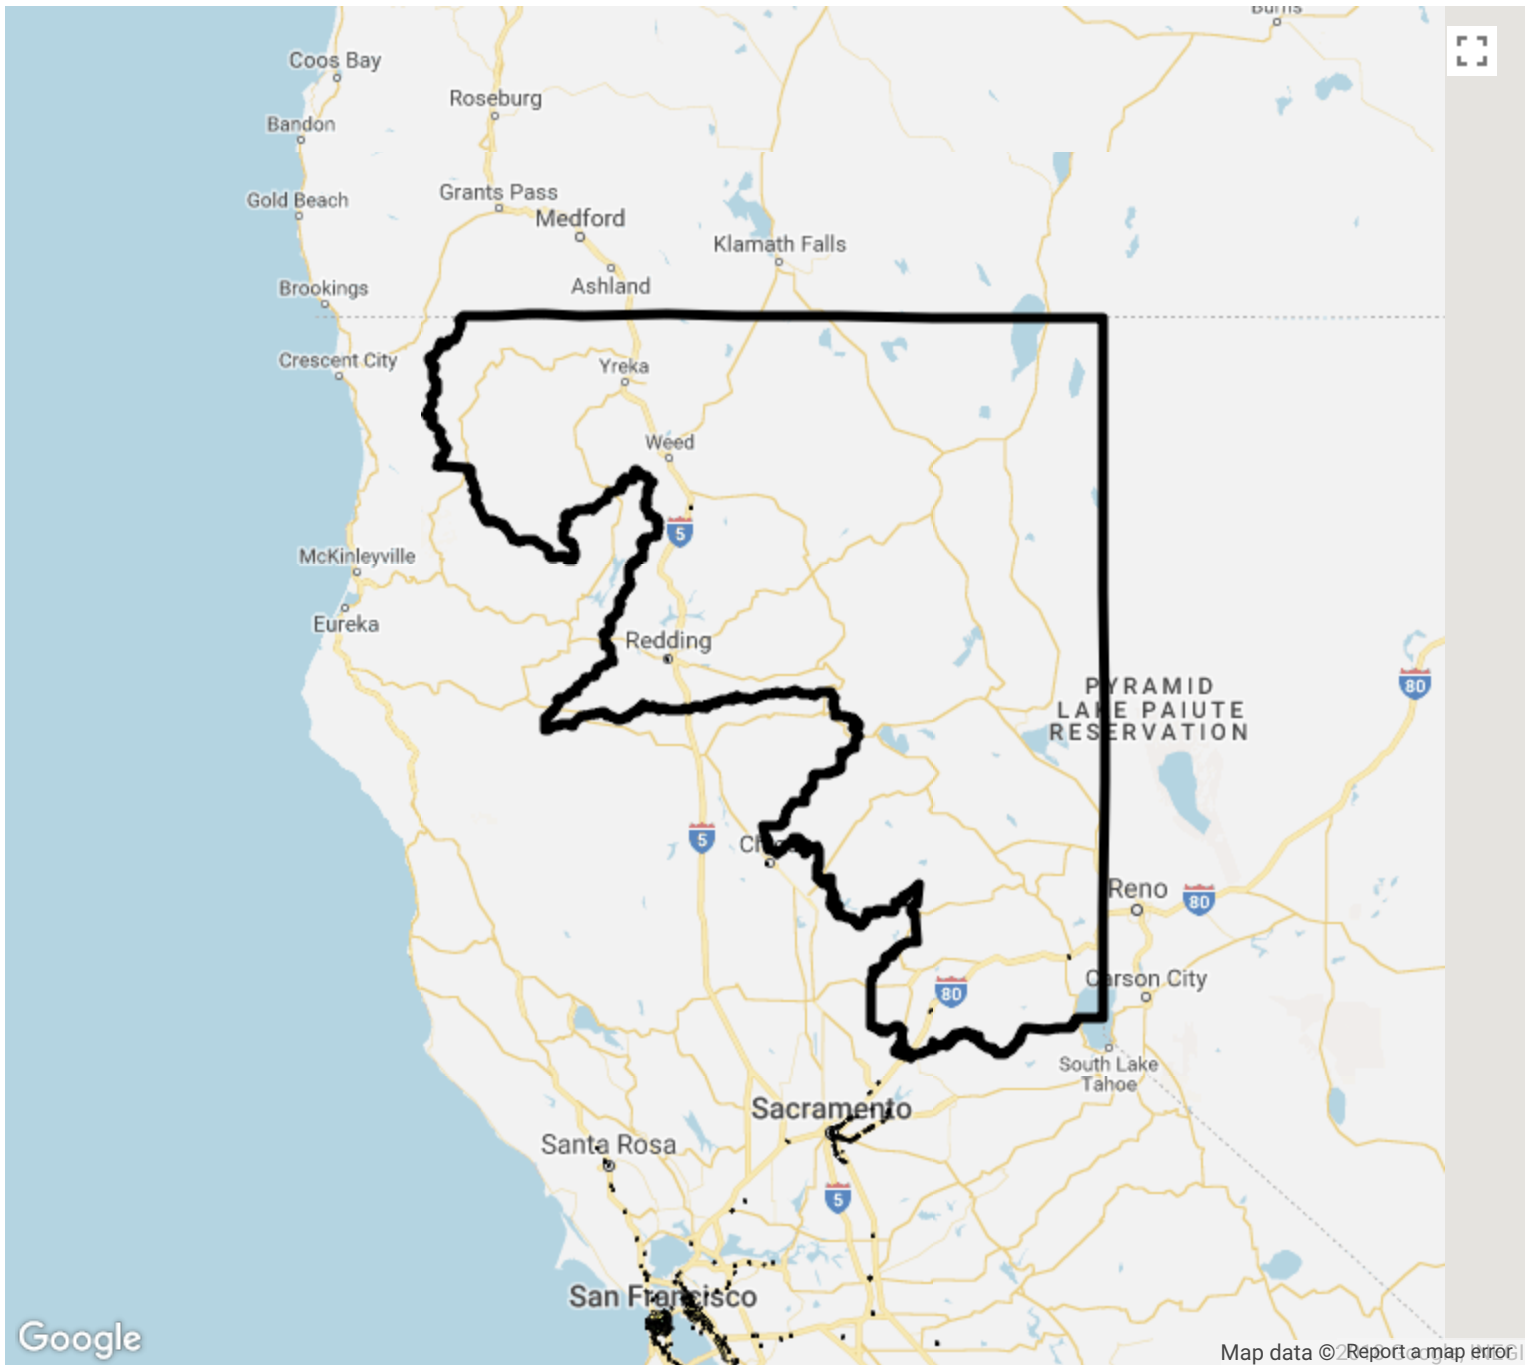 Burns
Coos Bay
Roseburg
Bandon
Grants Pass
Gold Beach
Medford
Klamath Falls
Ashland
Brookings
Crescent City
Yreka
Weed
5
McKinleyville
Eureka
Redding
80
PYRAMID
LAKE PAIUTE
RESERVATION
5
Reno
80
Carson City
80
South Lake
Tahoe
Sacramento
Santa Rosa
5
San Francisco
Google
Map data ©
Report a map error